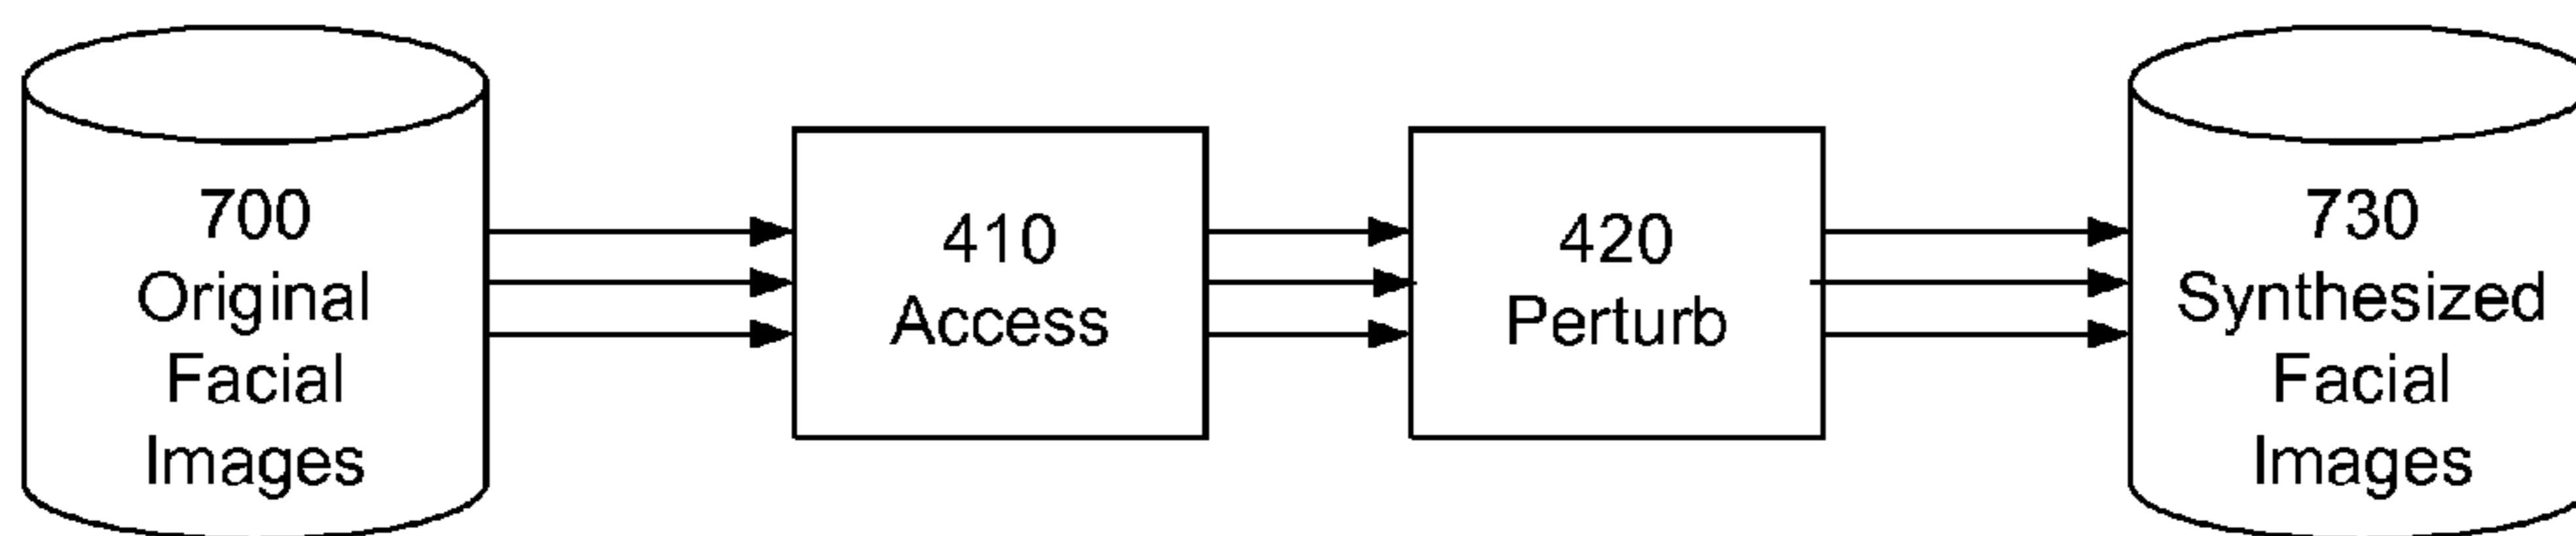 700
Original
Facial
Images
410
Access
420
Perturb
730
Synthesized
Facial
Images